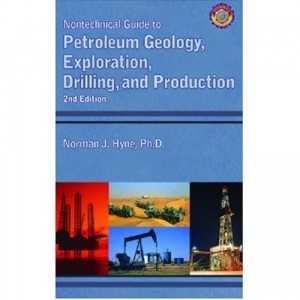 Nontechnical Guide to
Petroleum Geology,
Exploration,
Drilling, and Production
2nd Edition
Norman J. Hyne, Ph.D.